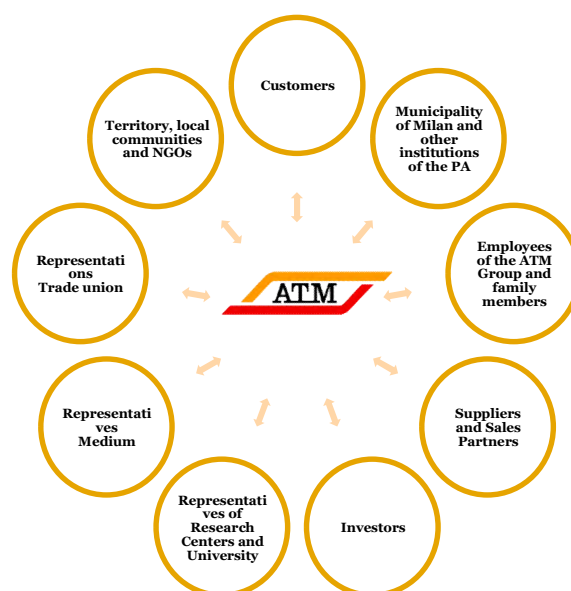 Customers
Municipality
of Milan and
other
institutions
of the PA
Employees
of the ATM
Group and
family
members
Suppliers
and Sales
Partners
Investors
Representati
ves of
Research
Centers and
University
Representati
ves
Medium
Representati
ons
Trade union
Territory, local
communities
and NGOs
ATM